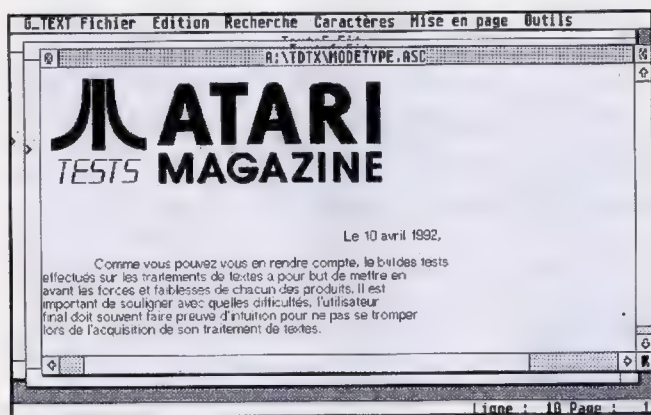 G_TEXT Fichier Edition Recherche Caractères Mise en page Outils
A:\TDTX\MODETYPE.ASC
ATARI
TESTS MAGAZINE
Le 10 avril 1992,
Comme vous pouvez vous en rendre compte, le but des tests
effectués sur les traitements de textes a pour but de mettre en
avant les forces et faiblesses de chacun des produits. Il est
important de souligner avec quelles difficultés, l'utilisateur
final doit souvent faire preuve d'intuition pour ne pas se tromper
lors de l'acquisition de son traitement de textes.
Ligne : 10 Page : 1